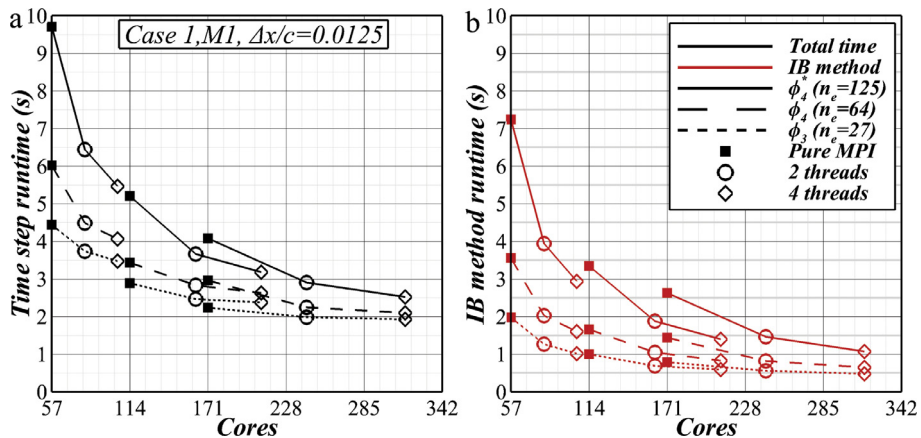 a
Case 1,M1, Δx/c=0.0125
Time step runtime (s)
10
9
8
7
6
5
4
3
2
1
0
57 114 171 228 285 342
Cores
b
IB method runtime (s)
10
9
8
7
6
5
4
3
2
1
0
57 114 171 228 285 342
Cores
Total time
IB method
ϕ₄* (nₑ=125)
ϕ₄ (nₑ=64)
ϕ₃ (nₑ=27)
Pure MPI
2 threads
4 threads